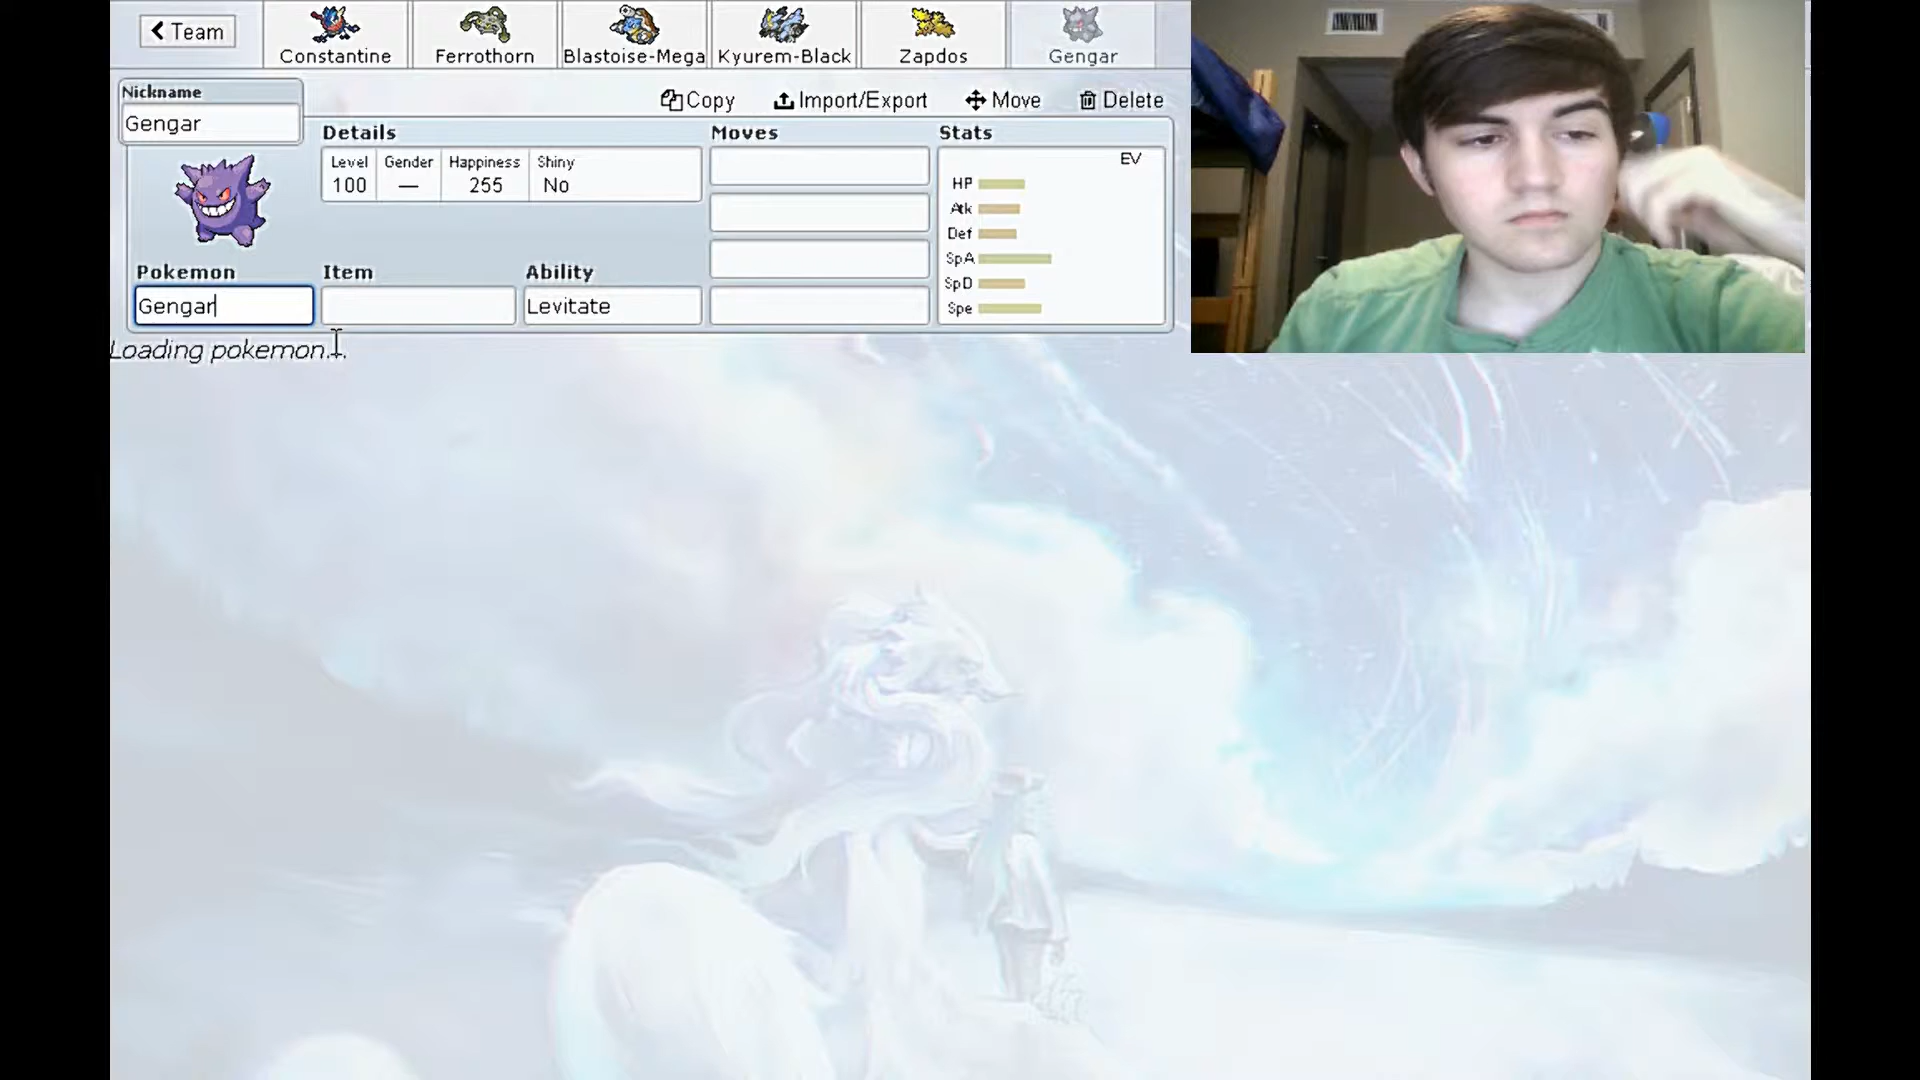 Team
Constantine
Ferrothorn
Blastoise-Mega
Kyurem-Black
Zapdos
Gengar
Nickname
Gengar
Copy
Import/Export
Move
Delete
Details
Moves
Stats
Level
Gender
Happiness
Shiny
100
—
255
No
EV
HP
Atk
Def
SpA
SpD
Spe
Pokemon
Item
Ability
Gengar
Levitate
Loading pokemon...